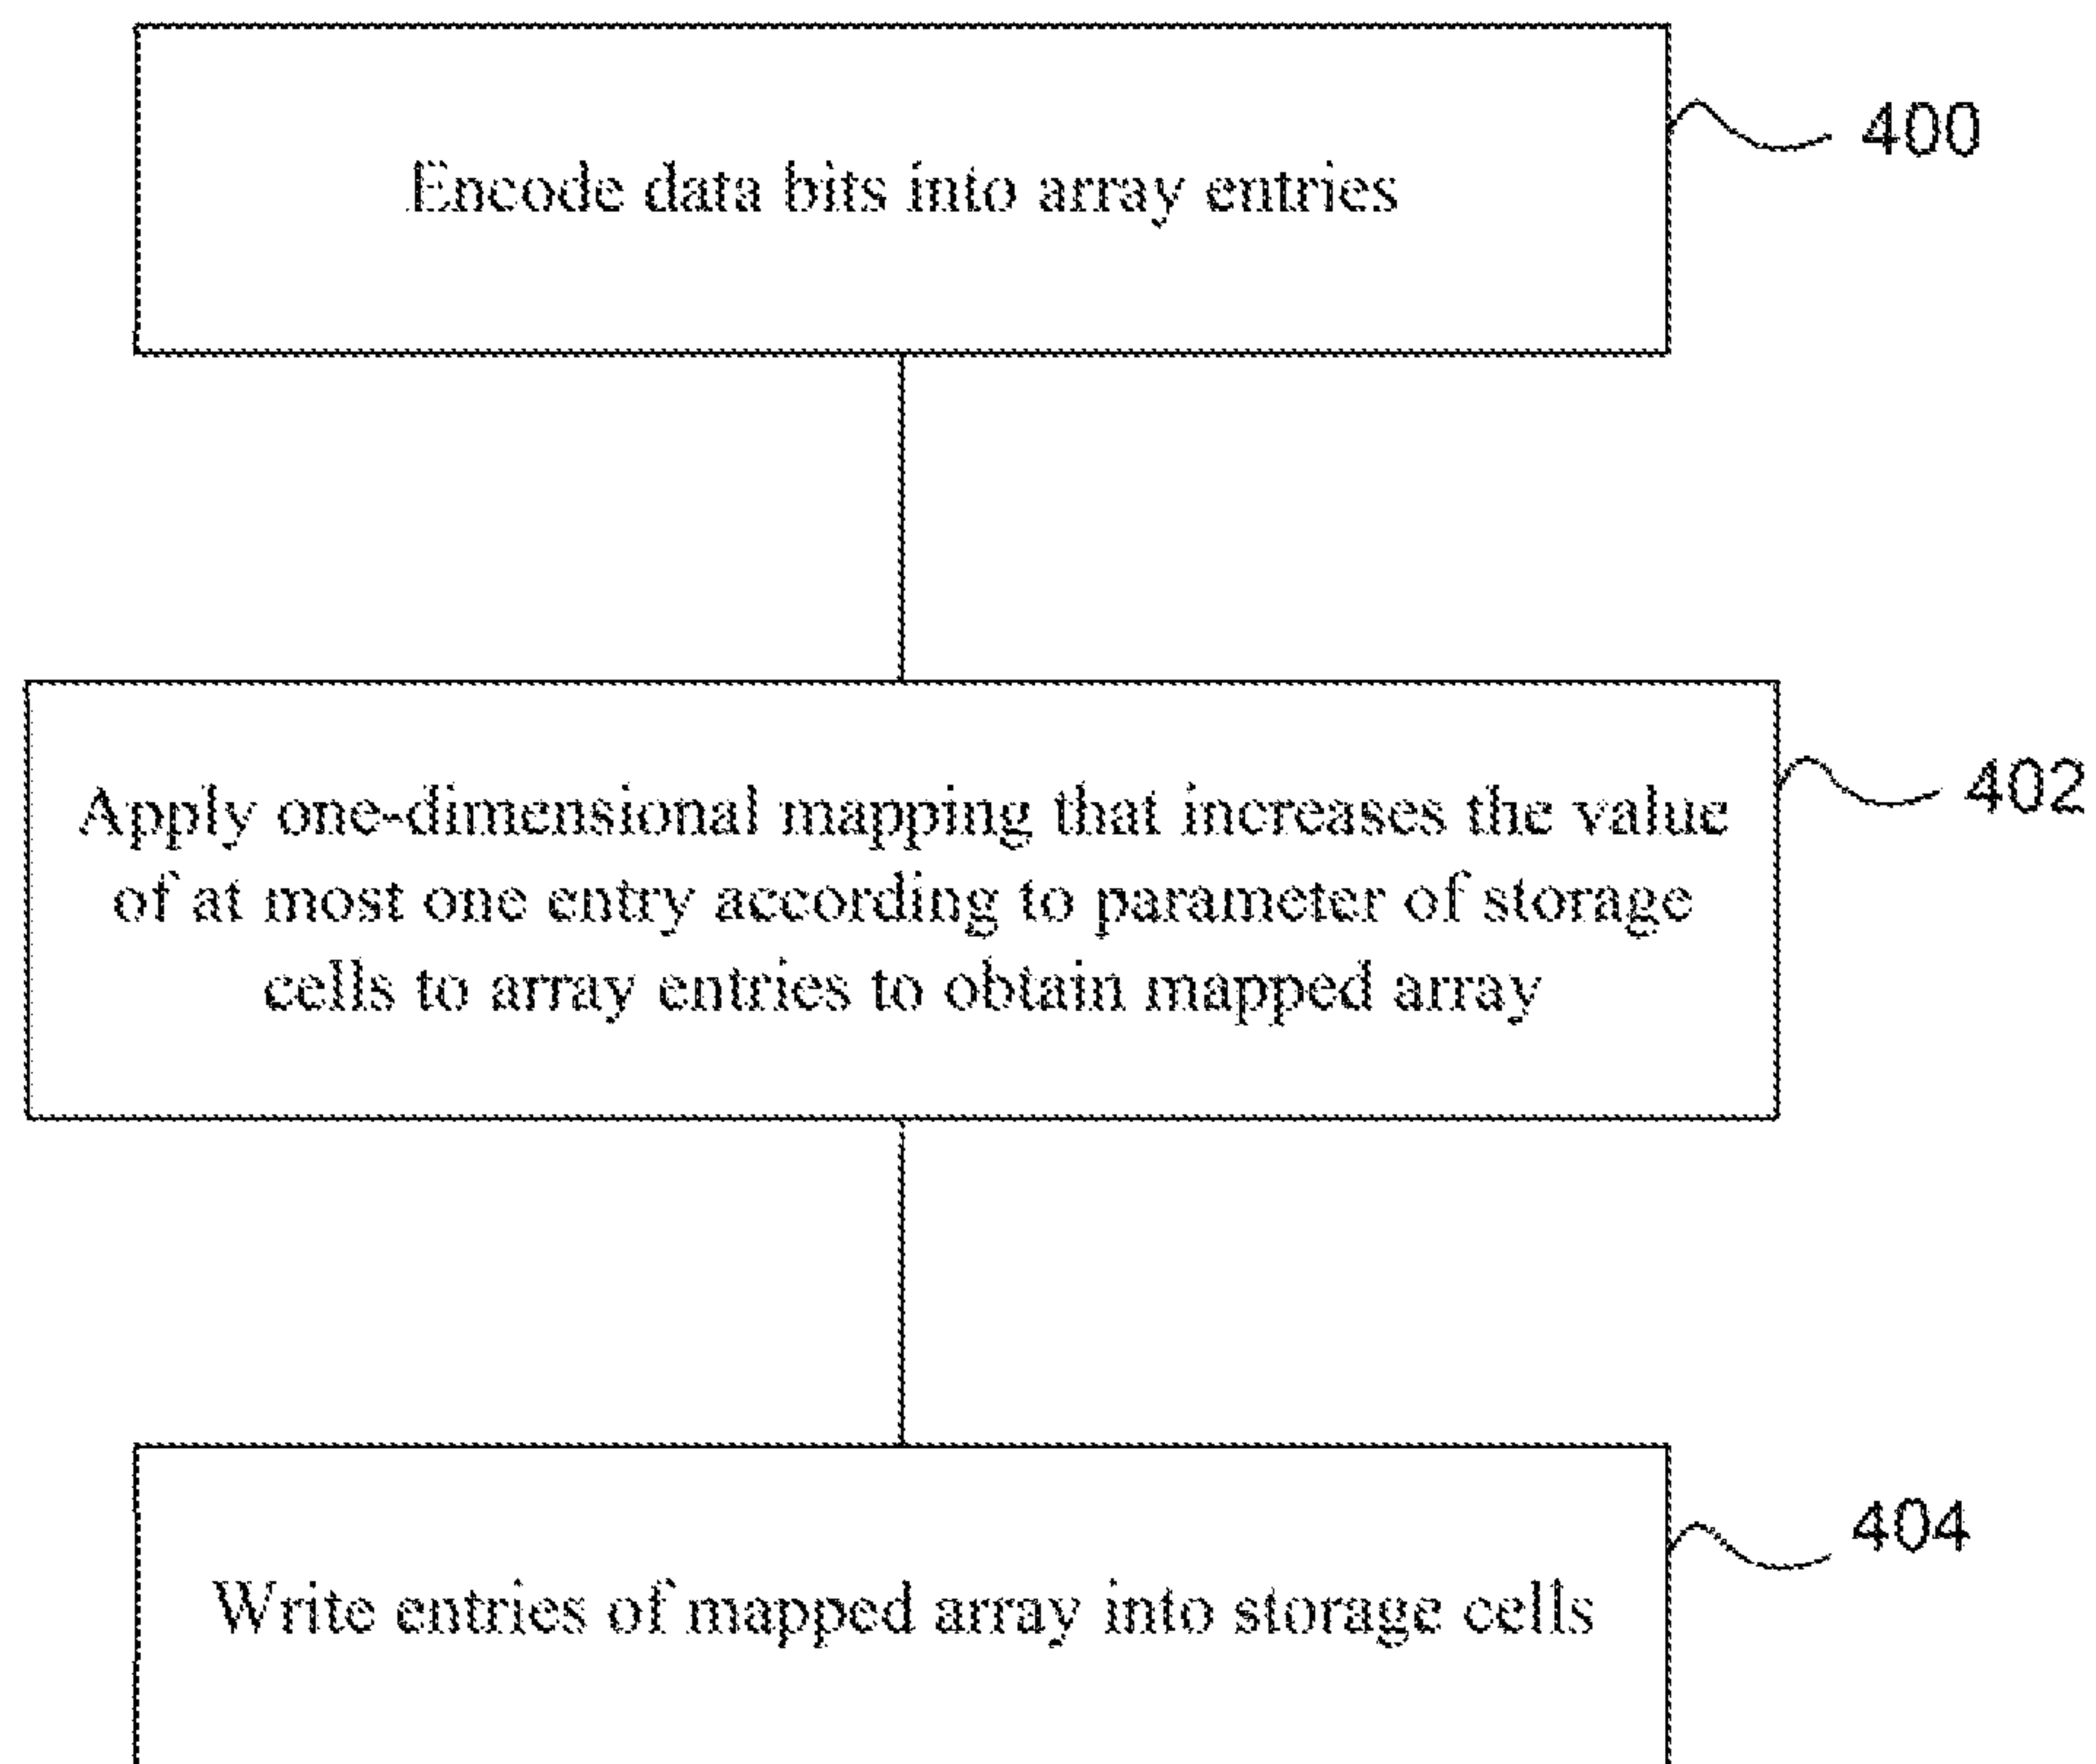 Encode data bits into array entries
400
Apply one-dimensional mapping that increases the value
of at most one entry according to parameter of storage
cells to array entries to obtain mapped array
402
Write entries of mapped array into storage cells
404